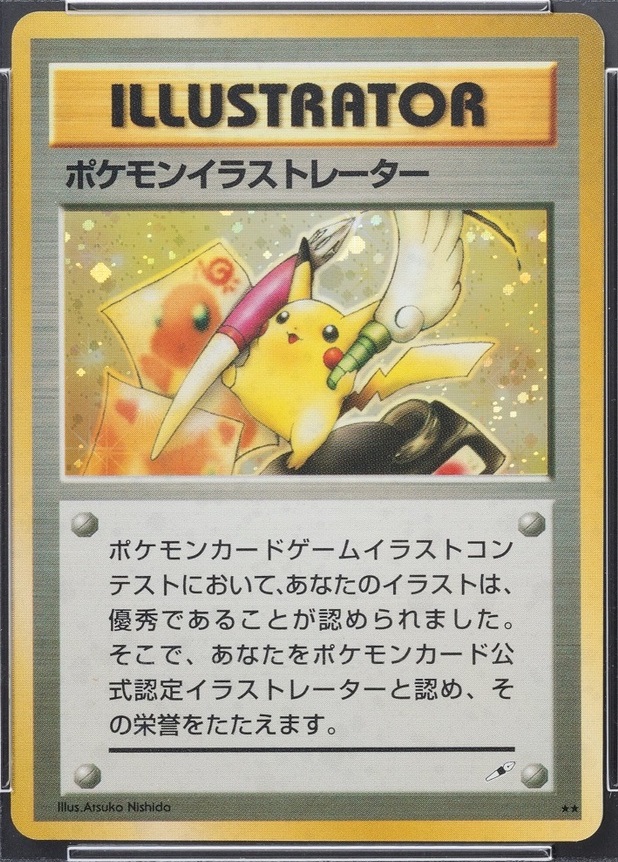 ILLUSTRATOR
ポケモンイラストレーター
ポケモンカードゲームイラストコン
テストにおいて、あなたのイラストは、
優秀であることが認められました。
そこで、あなたをポケモンカード公
式認定イラストレーターと認め、そ
の栄誉をたたえます。
Illus.Atsuko Nishida
★★